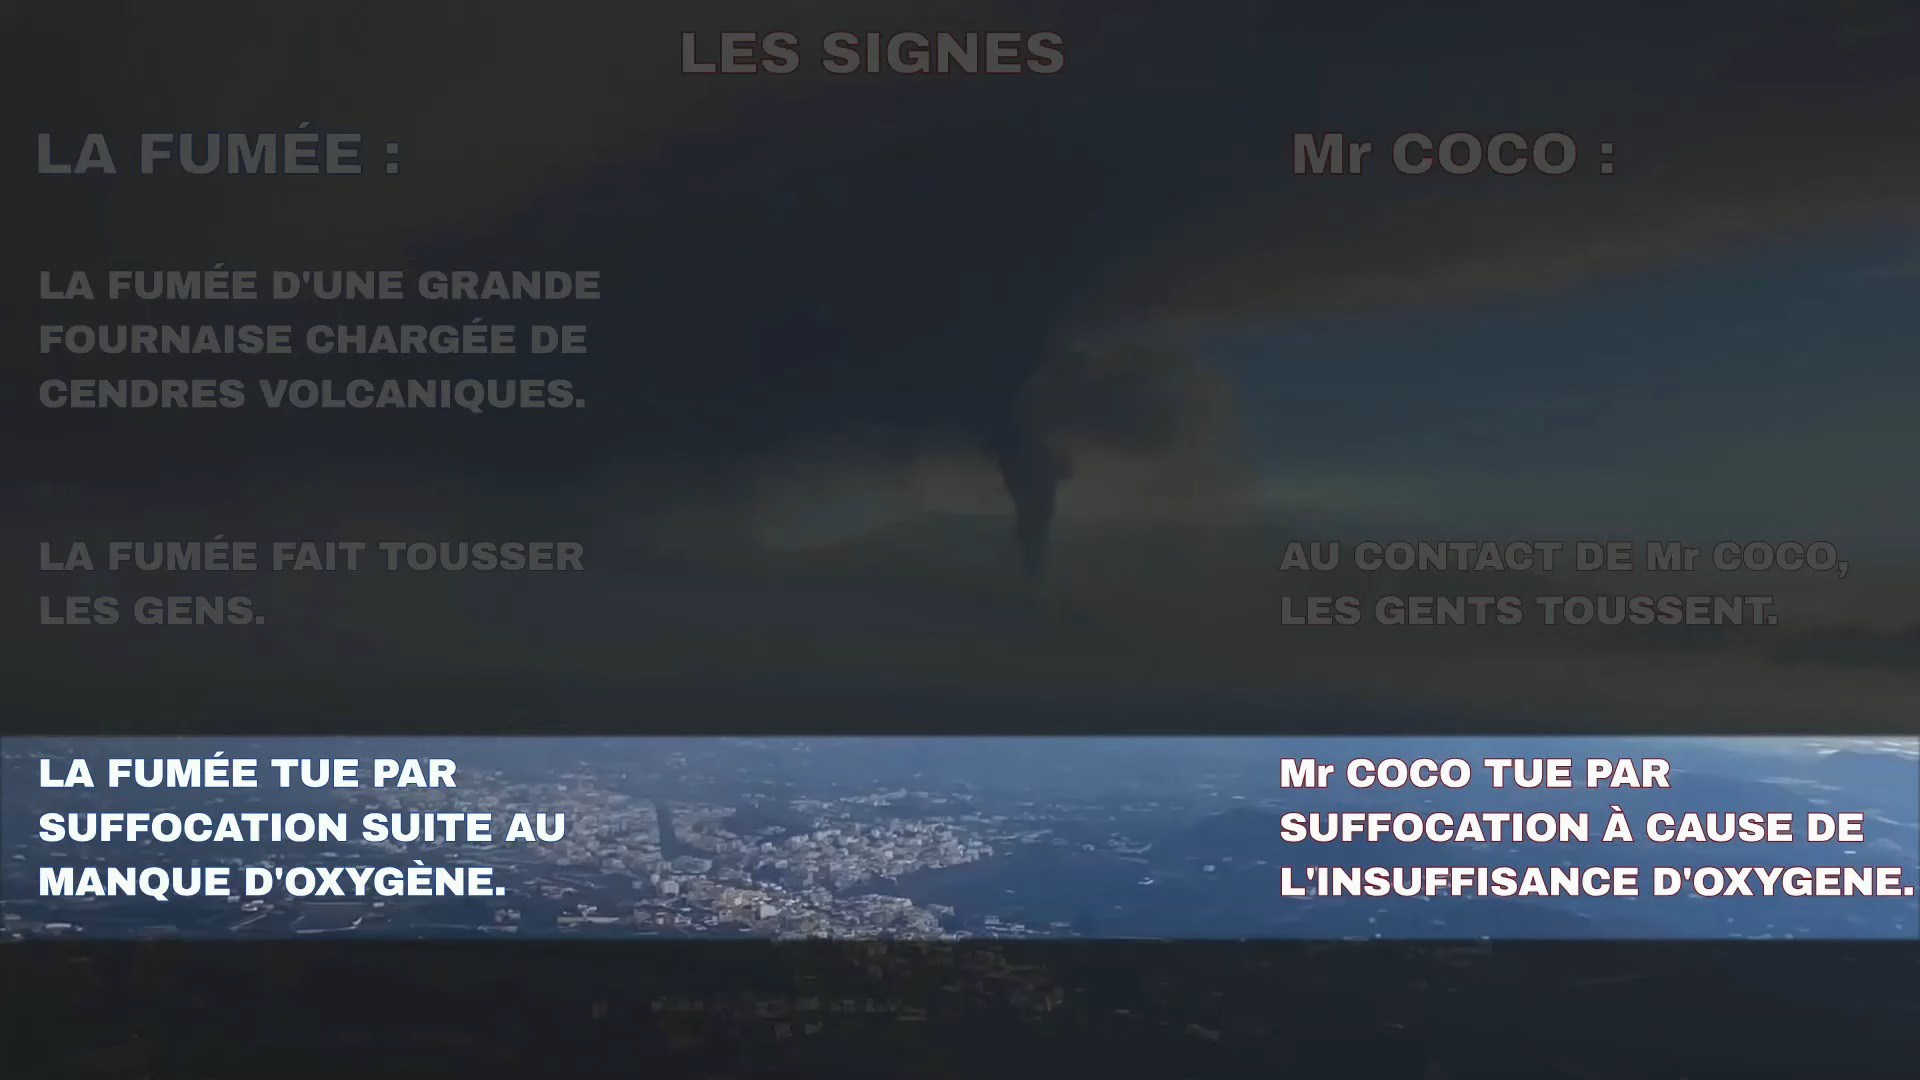 LES SIGNES
LA FUMÉE :
Mr COCO :
LA FUMÉE D'UNE GRANDE
FOURNAISE CHARGÉE DE
CENDRES VOLCANIQUES.
LA FUMÉE FAIT TOUSSER
LES GENS.
AU CONTACT DE Mr COCO,
LES GENTS TOUSSENT.
LA FUMÉE TUE PAR
SUFFOCATION SUITE AU
MANQUE D'OXYGÈNE.
Mr COCO TUE PAR
SUFFOCATION À CAUSE DE
L'INSUFFISANCE D'OXYGENE.